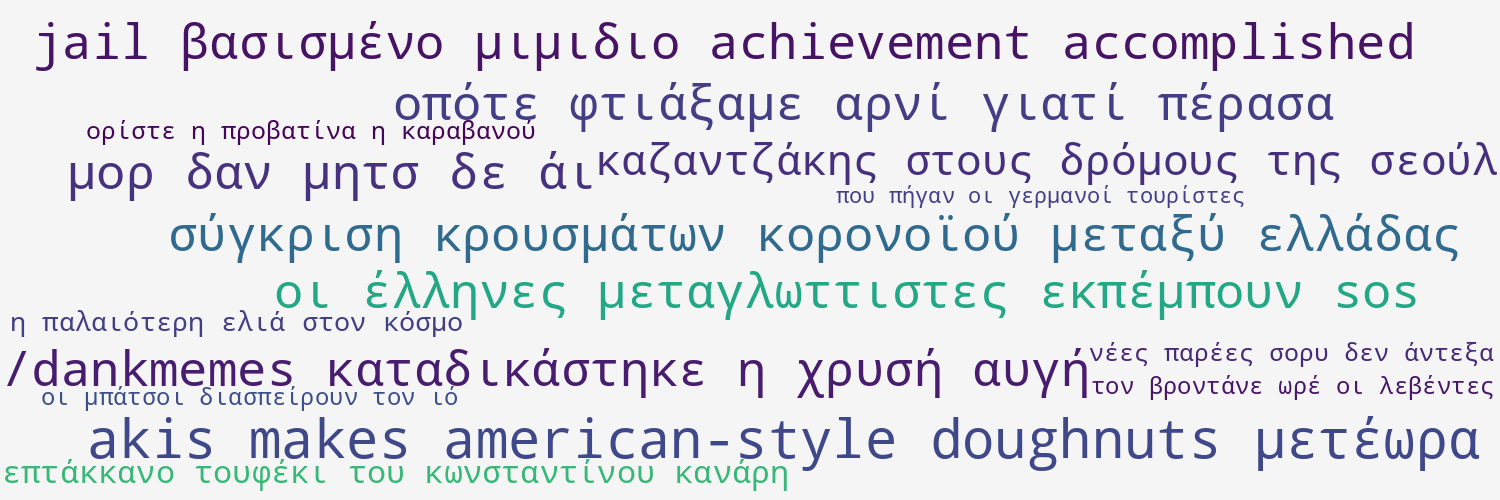 jail βασισμένο μιμιδιο achievement accomplished
οπότε φτιάξαμε αρνί γιατί πέρασα
ορίστε η προβατίνα η καραβανού
μορ δαν μητσ δε άι
καζαντζάκης στους δρόμους της σεούλ
που πήγαν οι γερμανοί τουρίστες
σύγκριση κρουσμάτων κορονοϊού μεταξύ ελλάδας
οι έλληνες μεταγλωττιστες εκπέμπουν sos
η παλαιότερη ελιά στον κόσμο
/dankmemes καταδικάστηκε η χρυσή αυγή
νέες παρέες σορυ δεν άντεξα
τον βροντάνε ωρέ οι λεβέντες
οι μπάτσοι διασπείρουν τον ιό
akis makes american-style doughnuts μετέωρα
επτάκκανο τουφέκι του κωνσταντίνου κανάρη